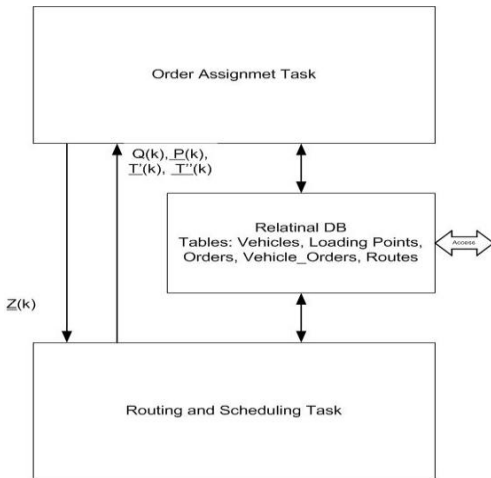 Order Assignmet Task
Q(k), P(k),
T'(k), T''(k)
Relatinal DB
Tables: Vehicles, Loading Points,
Orders, Vehicle_Orders, Routes
Access
Z(k)
Routing and Scheduling Task